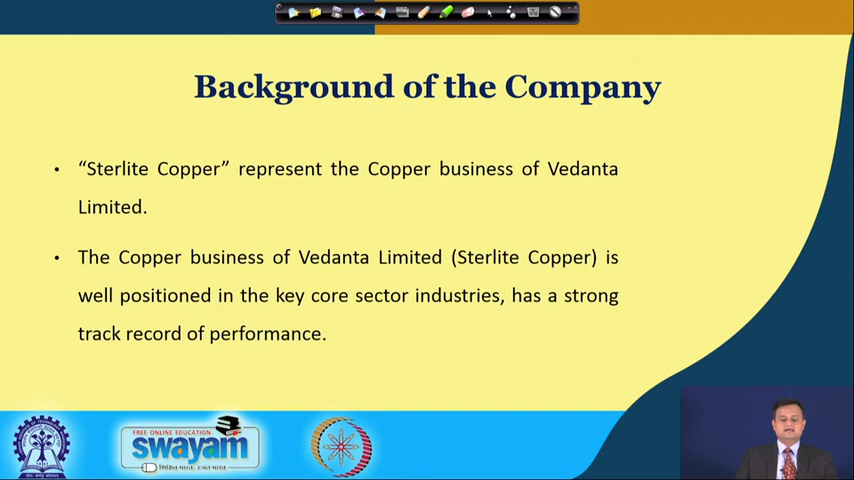 Background of the Company
• “Sterlite Copper” represent the Copper business of Vedanta
Limited.
• The Copper business of Vedanta Limited (Sterlite Copper) is
well positioned in the key core sector industries, has a strong
track record of performance.
FREE ONLINE EDUCATION
swayam